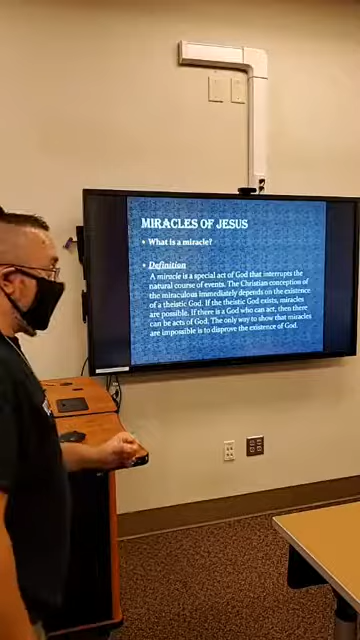 MIRACLES OF JESUS
• What is a miracle?
• Definition
A miracle is a special act of God that interrupts the
natural course of events. The Christian conception of
the miraculous immediately depends on the existence
of a theistic God. If the theistic God exists, miracles
are possible. If there is a God who can act, then there
can be acts of God. The only way to show that miracles
are impossible is to disprove the existence of God.